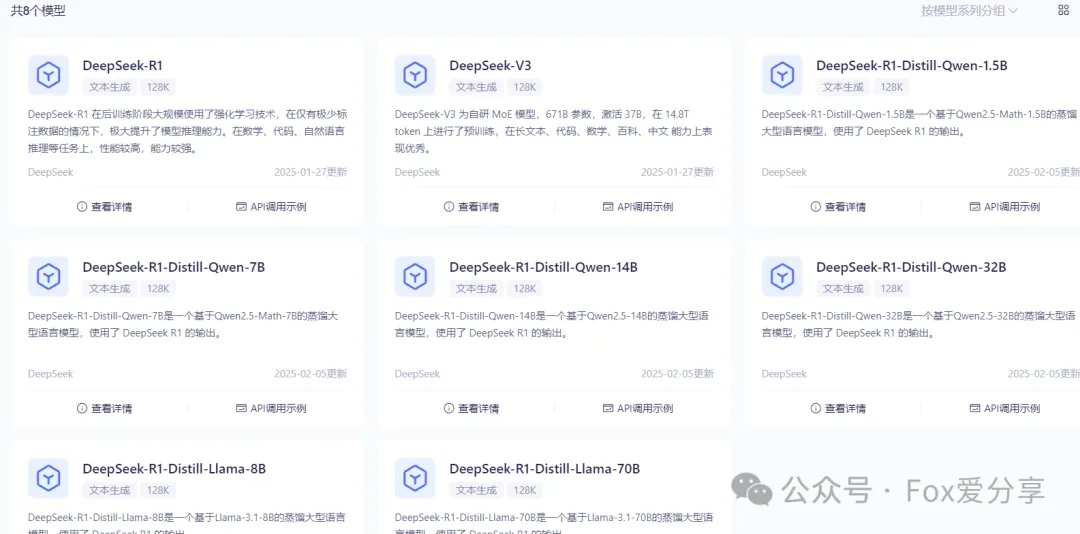 共8个模型
按模型系列分组
DeepSeek-R1
文本生成 128K
DeepSeek-R1 在后训练阶段大规模使用了强化学习技术，在仅有极少标
注数据的情况下，极大提升了模型推理能力。在数学、代码、自然语言
推理等任务上，性能较高，能力较强。
DeepSeek 2025-01-27更新
查看详情 API调用示例
DeepSeek-V3
文本生成 128K
DeepSeek-V3 为自研 MoE 模型，671B 参数，激活 37B，在 14.8T
token 上进行了预训练，在长文本、代码、数学、百科、中文 能力上表
现优秀。
DeepSeek 2025-01-27更新
查看详情 API调用示例
DeepSeek-R1-Distill-Qwen-1.5B
文本生成 128K
DeepSeek-R1-Distill-Qwen-1.5B是一个基于Qwen2.5-Math-1.5B的蒸馏
大型语言模型，使用了 DeepSeek R1 的输出。
DeepSeek 2025-02-05更新
查看详情 API调用示例
DeepSeek-R1-Distill-Qwen-7B
文本生成 128K
DeepSeek-R1-Distill-Qwen-7B是一个基于Qwen2.5-Math-7B的蒸馏大
型语言模型，使用了 DeepSeek R1 的输出。
DeepSeek 2025-02-05更新
查看详情 API调用示例
DeepSeek-R1-Distill-Qwen-14B
文本生成 128K
DeepSeek-R1-Distill-Qwen-14B是一个基于Qwen2.5-14B的蒸馏大型语
言模型，使用了 DeepSeek R1 的输出。
DeepSeek 2025-02-05更新
查看详情 API调用示例
DeepSeek-R1-Distill-Qwen-32B
文本生成 128K
DeepSeek-R1-Distill-Qwen-32B是一个基于Qwen2.5-32B的蒸馏大型语
言模型，使用了 DeepSeek R1 的输出。
DeepSeek 2025-02-05更新
查看详情 API调用示例
DeepSeek-R1-Distill-Llama-8B
文本生成 128K
DeepSeek-R1-Distill-Llama-8B是一个基于Llama-3.1-8B的蒸馏大型语言
模型，使用了 DeepSeek R1 的输出。
DeepSeek-R1-Distill-Llama-70B
文本生成 128K
DeepSeek-R1-Distill-Llama-70B是一个基于Llama-3.1-70B的蒸馏大型语
言模型，使用了 DeepSeek R1 的输出。
公众号 · Fox爱分享